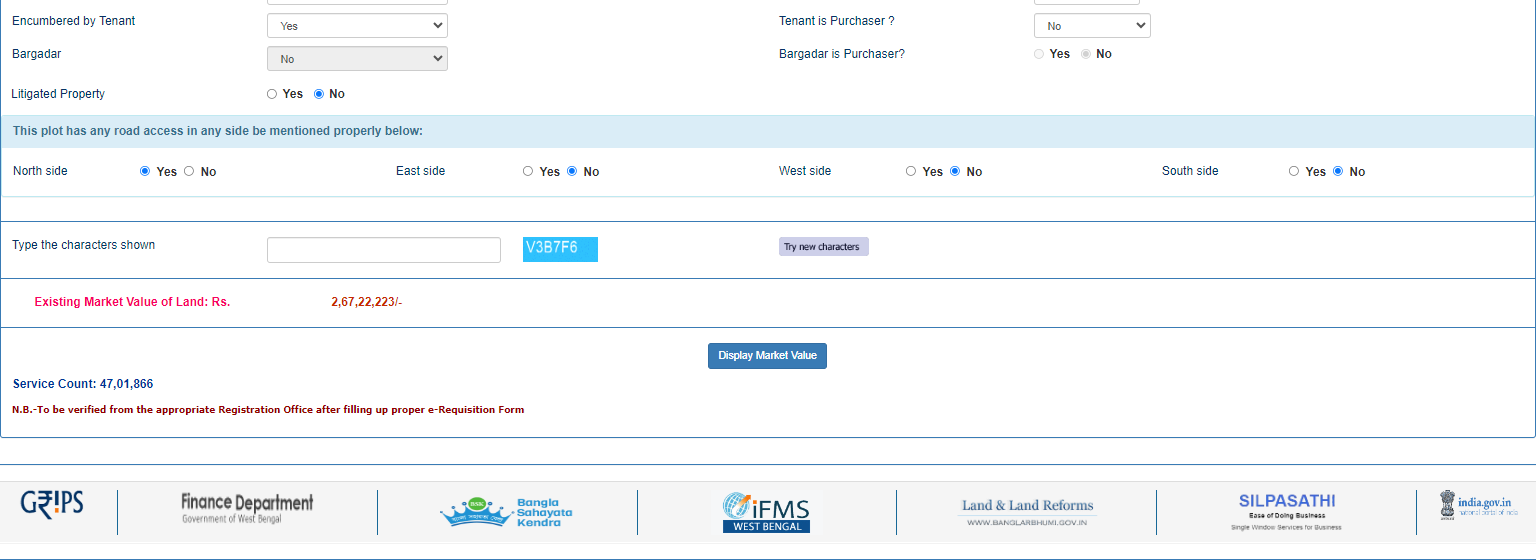 Encumbered by Tenant Yes Tenant is Purchaser ? No
Bargadar No Bargadar is Purchaser? Yes No
Litigated Property Yes No
This plot has any road access in any side be mentioned properly below:
North side Yes No East side Yes No West side Yes No South side Yes No
Type the characters shown V3B7F6 Try new characters
Existing Market Value of Land: Rs. 2,67,22,223/-
Display Market Value
Service Count: 47,01,866
N.B.-To be verified from the appropriate Registration Office after filling up proper e-Requisition Form
GRIPS
Finance Department
Government of West Bengal
Bangla
Sahayata
Kendra
iFMS
WEST BENGAL
Land & Land Reforms
WWW.BANGLARBHUMI.GOV.IN
SILPASATHI
Ease of Doing Business
Single Window Services for Business
india.gov.in
national portal of india